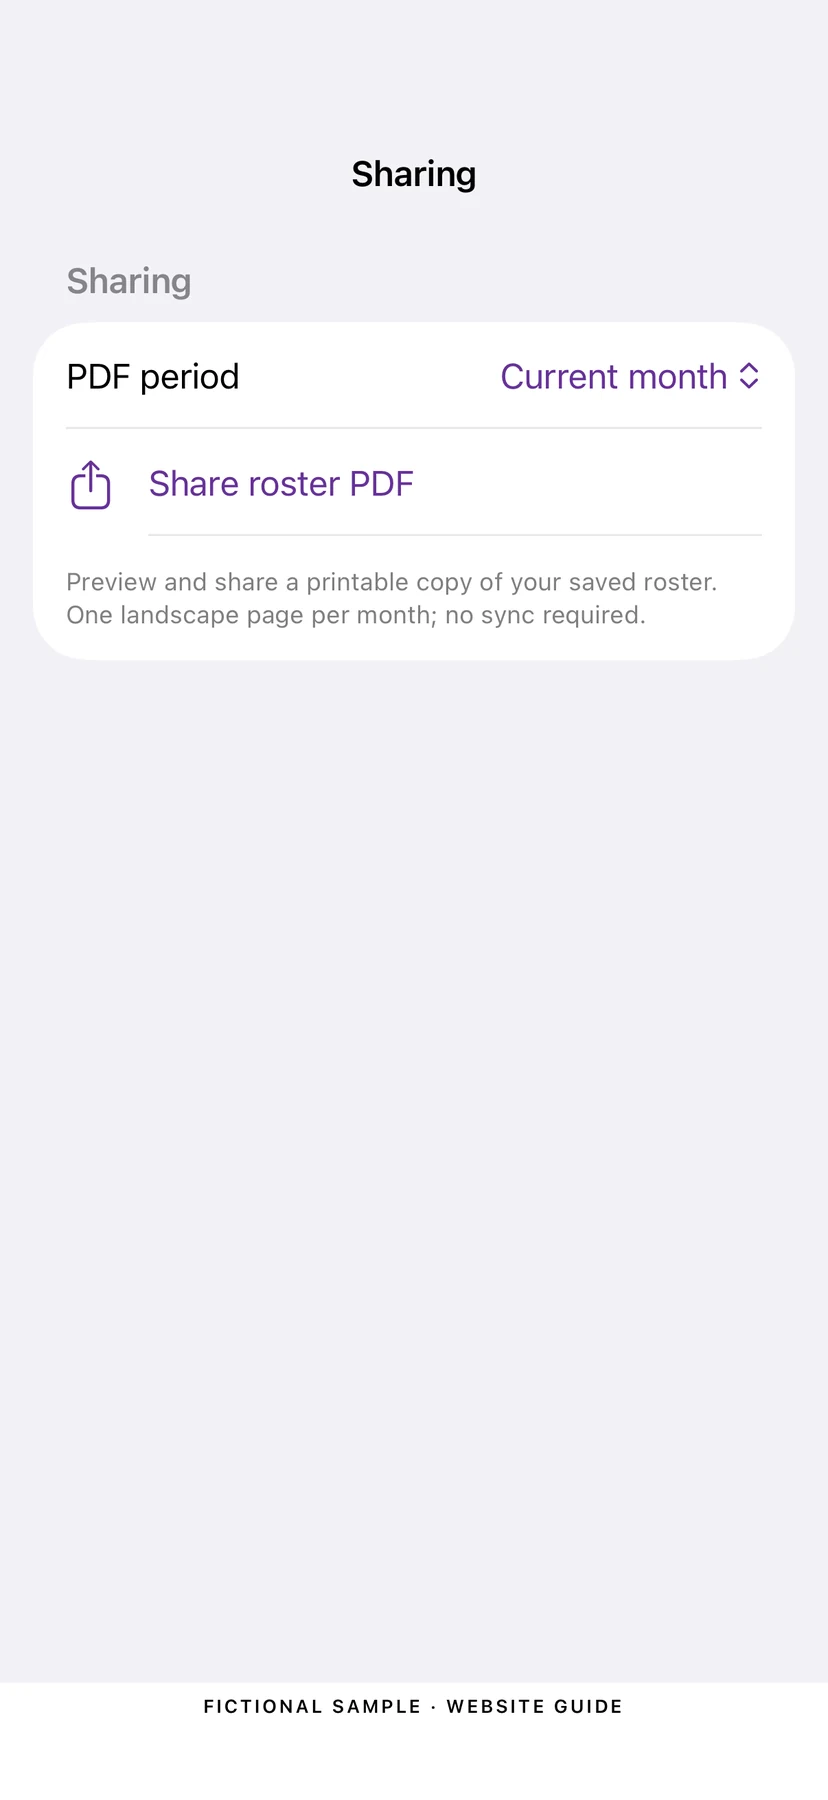 Sharing
Sharing
PDF period
Current month
Share roster PDF
Preview and share a printable copy of your saved roster.
One landscape page per month; no sync required.
FICTIONAL SAMPLE · WEBSITE GUIDE